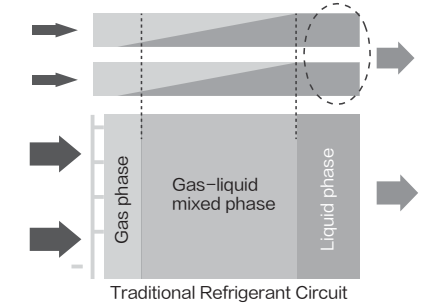 Gas phase
Gas-liquid
mixed phase
Liquid phase
Traditional Refrigerant Circuit